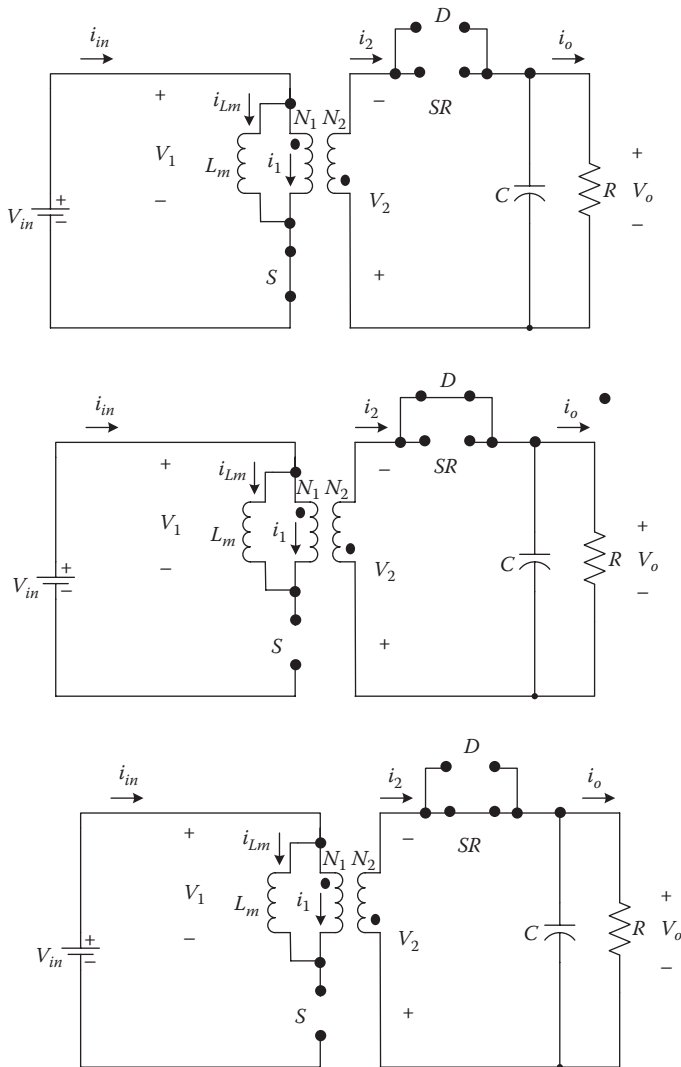 D
i_in
i_2
i_o
+
−
SR
i_Lm
N_1 N_2
V_1
L_m
i_1
+
−
V_in
+
−
V_2
C
R
V_o
+
−
S
+
D
i_in
i_2
i_o
+
−
SR
i_Lm
N_1 N_2
V_1
L_m
i_1
+
−
V_in
+
−
V_2
C
R
V_o
+
−
S
+
D
i_in
i_2
i_o
+
−
SR
i_Lm
N_1 N_2
V_1
L_m
i_1
+
−
V_in
+
−
V_2
C
R
V_o
+
−
S
+